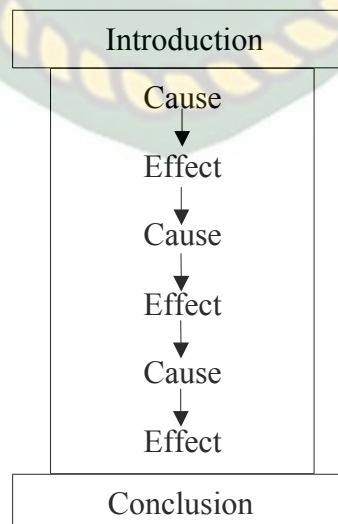 Introduction
Cause
Effect
Cause
Effect
Cause
Effect
Conclusion